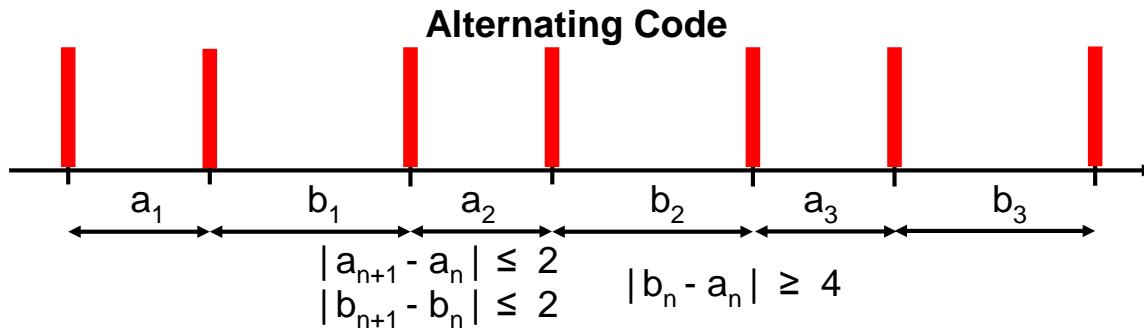 Alternating Code
a₁ b₁ a₂ b₂ a₃ b₃
|aₙ₊₁ - aₙ| ≤ 2
|bₙ₊₁ - bₙ| ≤ 2
|bₙ - aₙ| ≥ 4